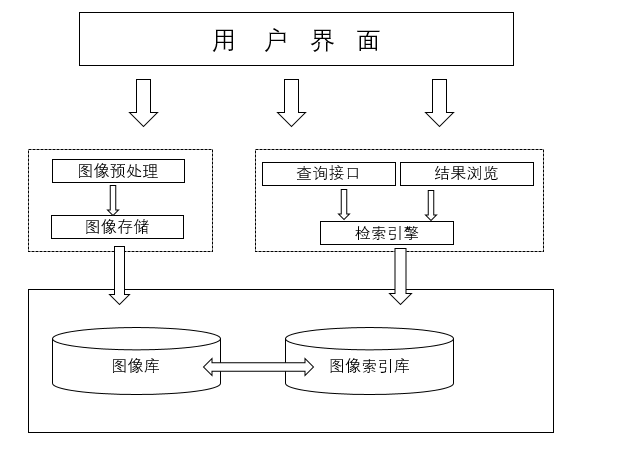 用 户 界 面
图像预处理
图像存储
查询接口
结果浏览
检索引擎
图像库
图像索引库